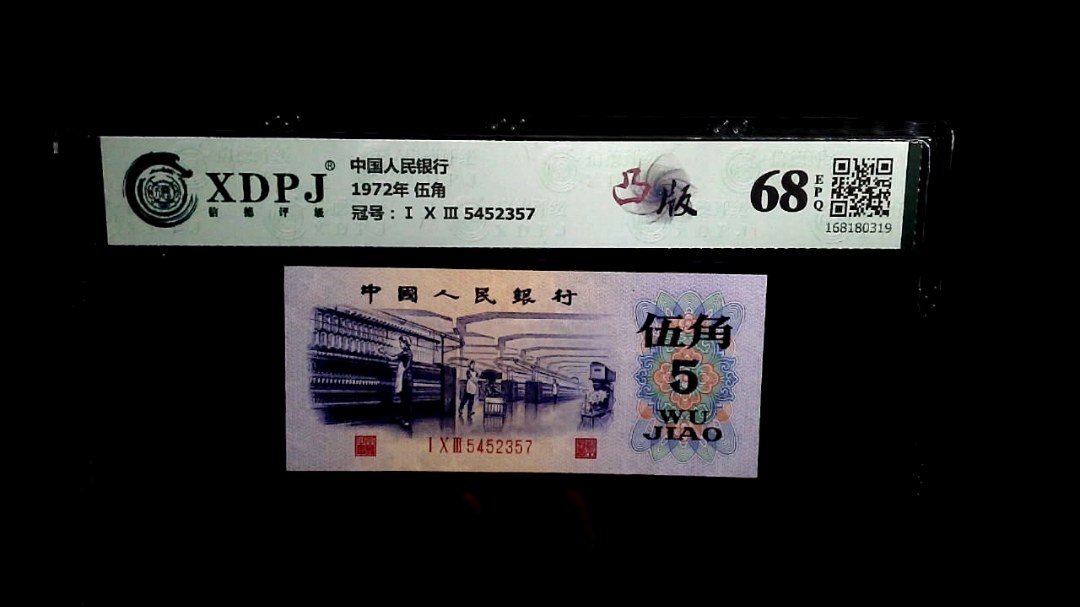 XDPJ®
信德评级
中国人民银行
1972年 伍角
冠号：Ⅰ Ⅹ Ⅲ 5452357
凸版
68
EPQ
168180319
中國人民銀行
伍角
5
WU
JIAO
Ⅰ Ⅹ Ⅲ 5452357